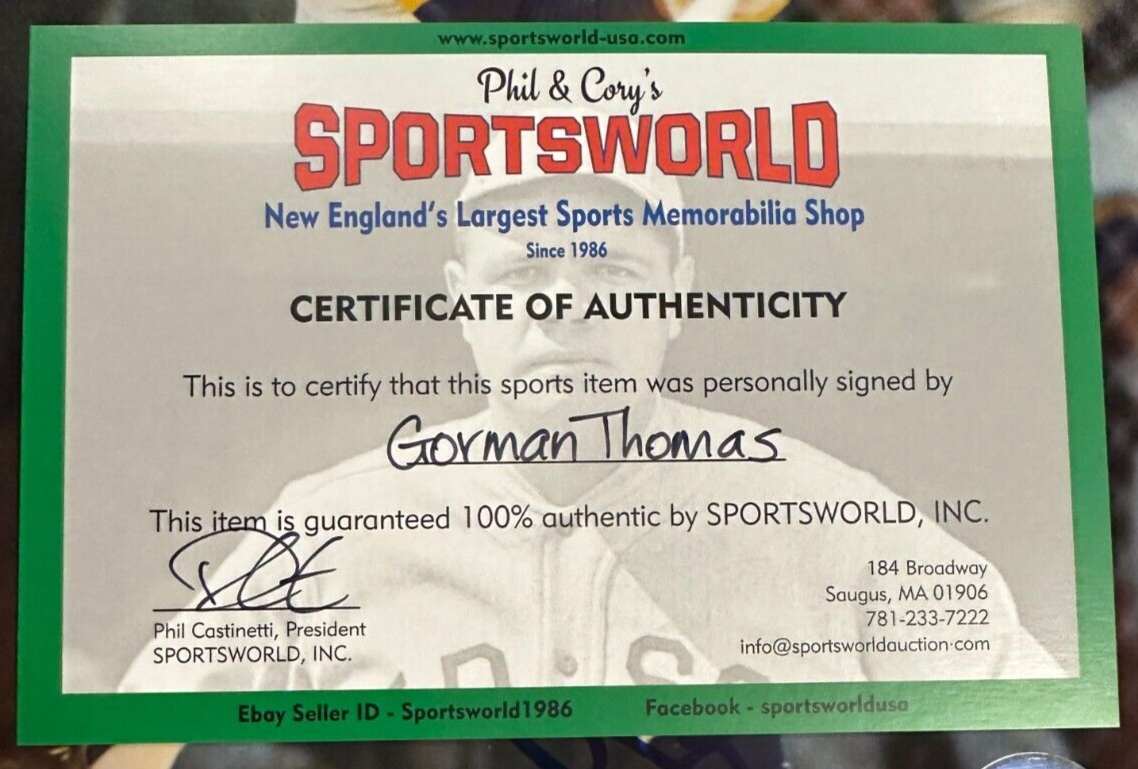 www.sportsworld-usa.com
Phil & Cory's
SPORTSWORLD
New England's Largest Sports Memorabilia Shop
Since 1986
CERTIFICATE OF AUTHENTICITY
This is to certify that this sports item was personally signed by
Gorman Thomas
This item is guaranteed 100% authentic by SPORTSWORLD, INC.
Phil Castinetti, President
SPORTSWORLD, INC.
184 Broadway
Saugus, MA 01906
781-233-7222
info@sportsworldauction.com
Ebay Seller ID - Sportsworld1986
Facebook - sportsworldusa